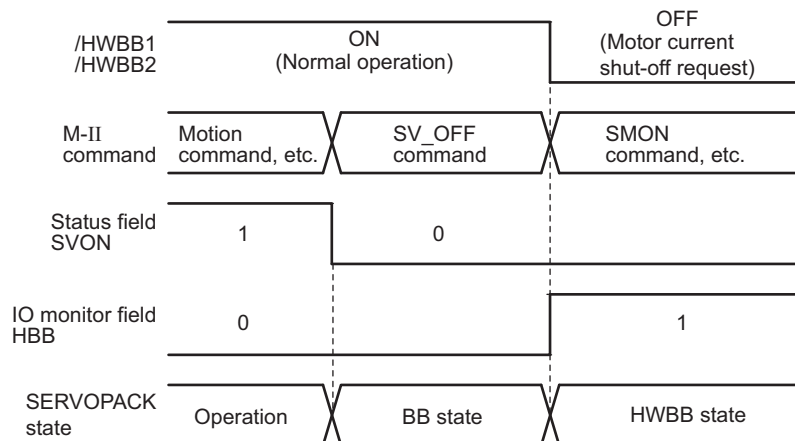 /HWBB1
/HWBB2
ON
(Normal operation)
OFF
(Motor current
shut-off request)
M-II
command
Motion
command, etc.
SV_OFF
command
SMON
command, etc.
Status field
SVON
1
0
IO monitor field
HBB
0
1
SERVOPACK
state
Operation
BB state
HWBB state